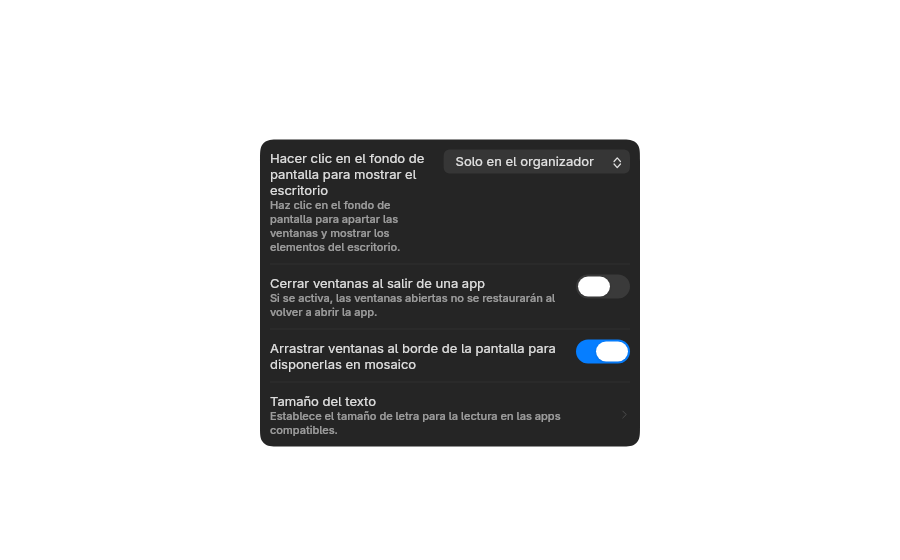 Hacer clic en el fondo de
pantalla para mostrar el
escritorio
Solo en el organizador
Haz clic en el fondo de
pantalla para apartar las
ventanas y mostrar los
elementos del escritorio.
Cerrar ventanas al salir de una app
Si se activa, las ventanas abiertas no se restaurarán al
volver a abrir la app.
Arrastrar ventanas al borde de la pantalla para
disponerlas en mosaico
Tamaño del texto
Establece el tamaño de letra para la lectura en las apps
compatibles.